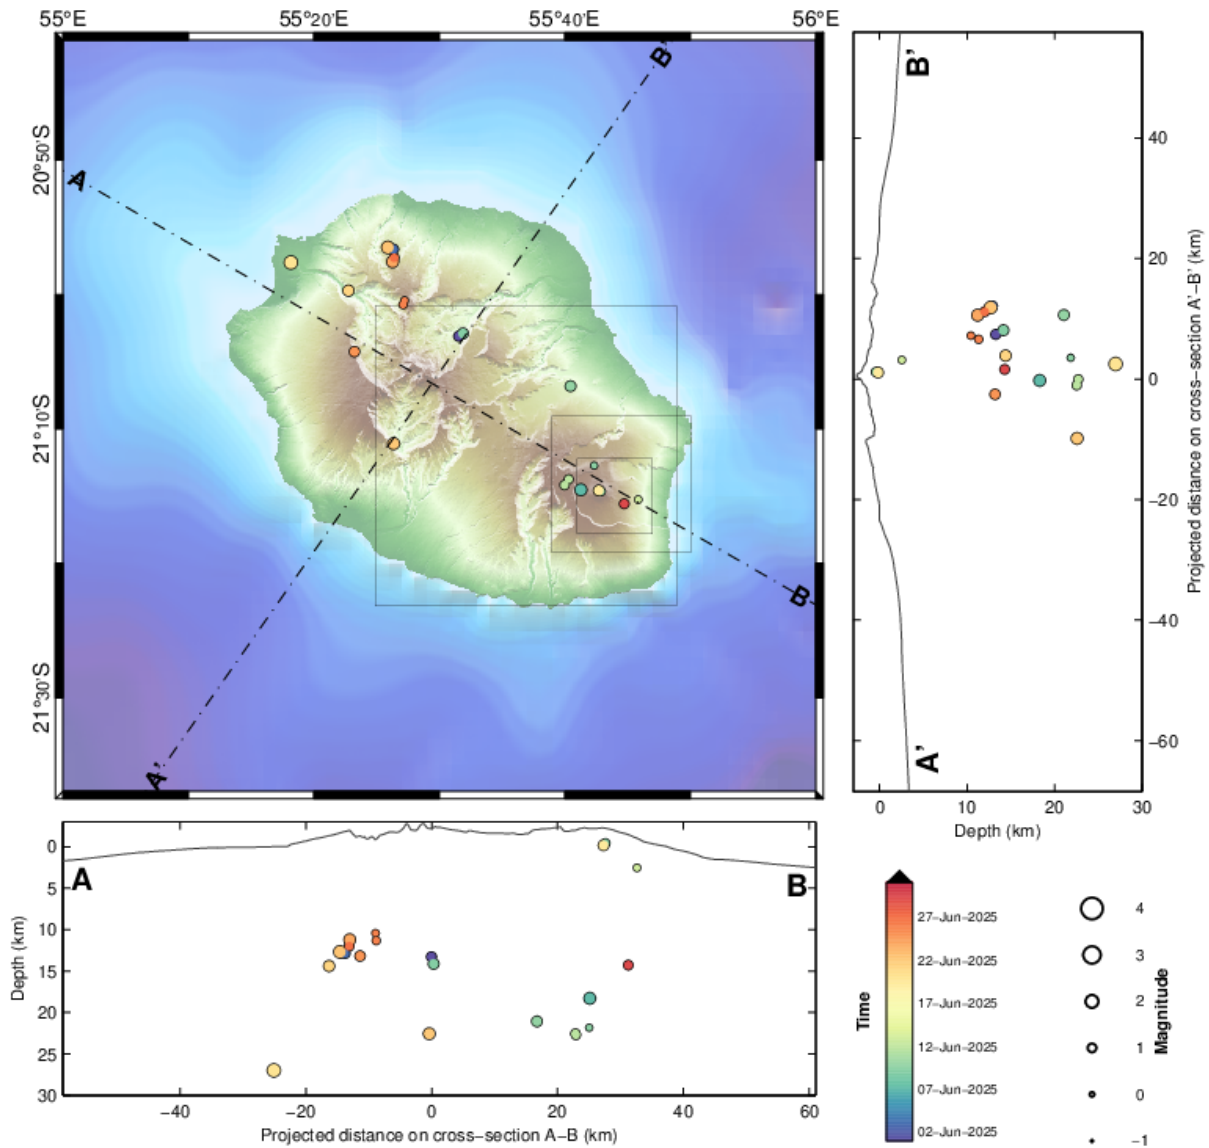 55°E 55°20'E 55°40'E 56°E
20°50'S
21°10'S
21°30'S
A
B'
A'
B
B'
A'
40
20
0
−20
−40
−60
Projected distance on cross−section A'−B' (km)
0 10 20 30
Depth (km)
0
5
10
15
20
25
30
Depth (km)
A
B
−40 −20 0 20 40 60
Projected distance on cross−section A−B (km)
Time
27−Jun−2025
22−Jun−2025
17−Jun−2025
12−Jun−2025
07−Jun−2025
02−Jun−2025
4
3
2
1
0
−1
Magnitude